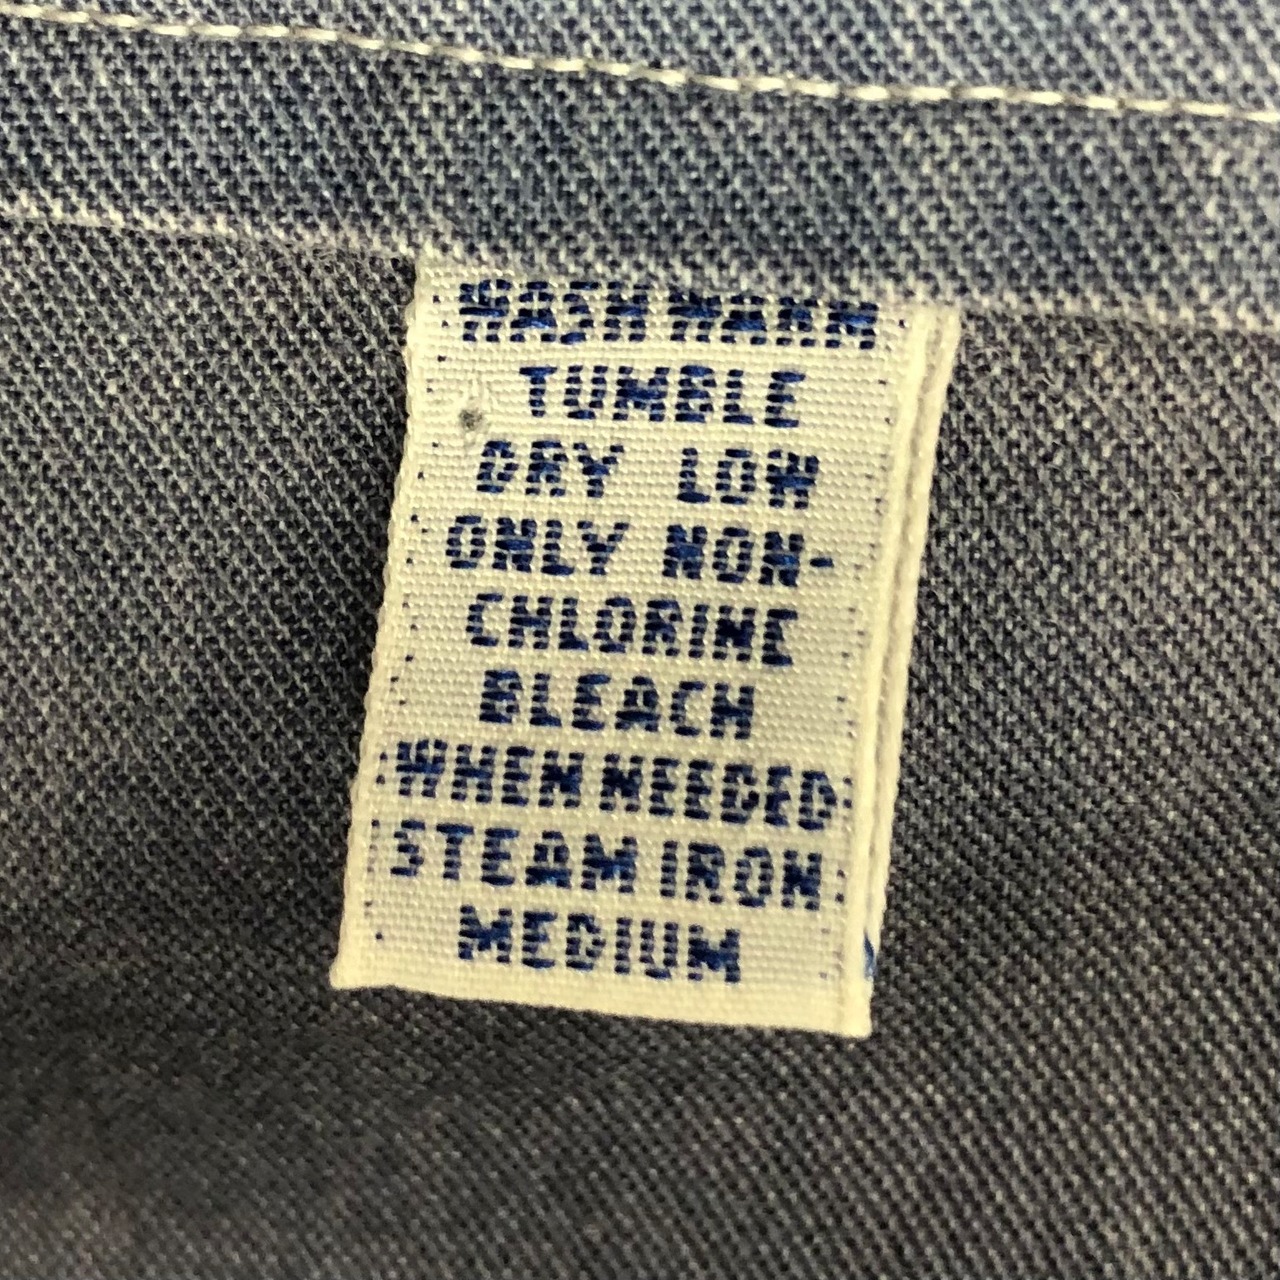 WASH WARM
TUMBLE
DRY LOW
ONLY NON-
CHLORINE
BLEACH
WHEN NEEDED
STEAM IRON
MEDIUM